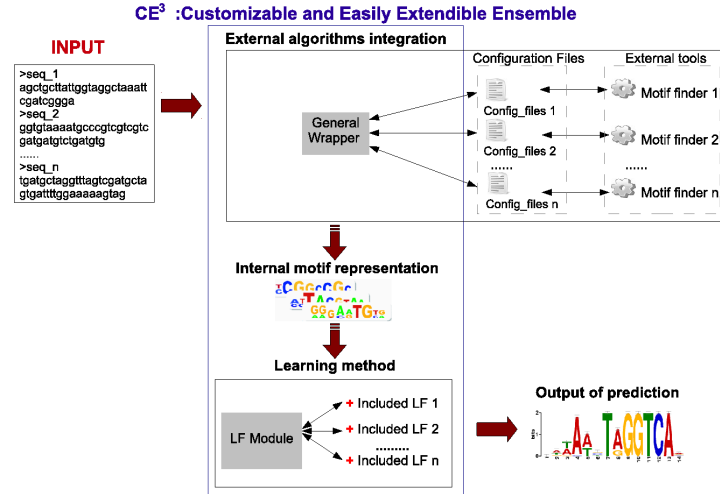 CE3 :Customizable and Easily Extendible Ensemble
INPUT
>seq_1
agctgcttattggtaggctaaatt
cgatcggga
>seq_2
ggtgtaaaatgcccgtcgtcgtc
gatgatgtctgatgtg
......
>seq_n
tgatgctaggtttagtcgatgcta
gtgattttggaaaaagtag
External algorithms integration
Configuration Files
External tools
General
Wrapper
Config_files 1
Motif finder 1
Config_files 2
Motif finder 2
......
......
Config_files n
Motif finder n
Internal motif representation
Learning method
LF Module
+ Included LF 1
+ Included LF 2
.........
+ Included LF n
Output of prediction
TAGGTCA